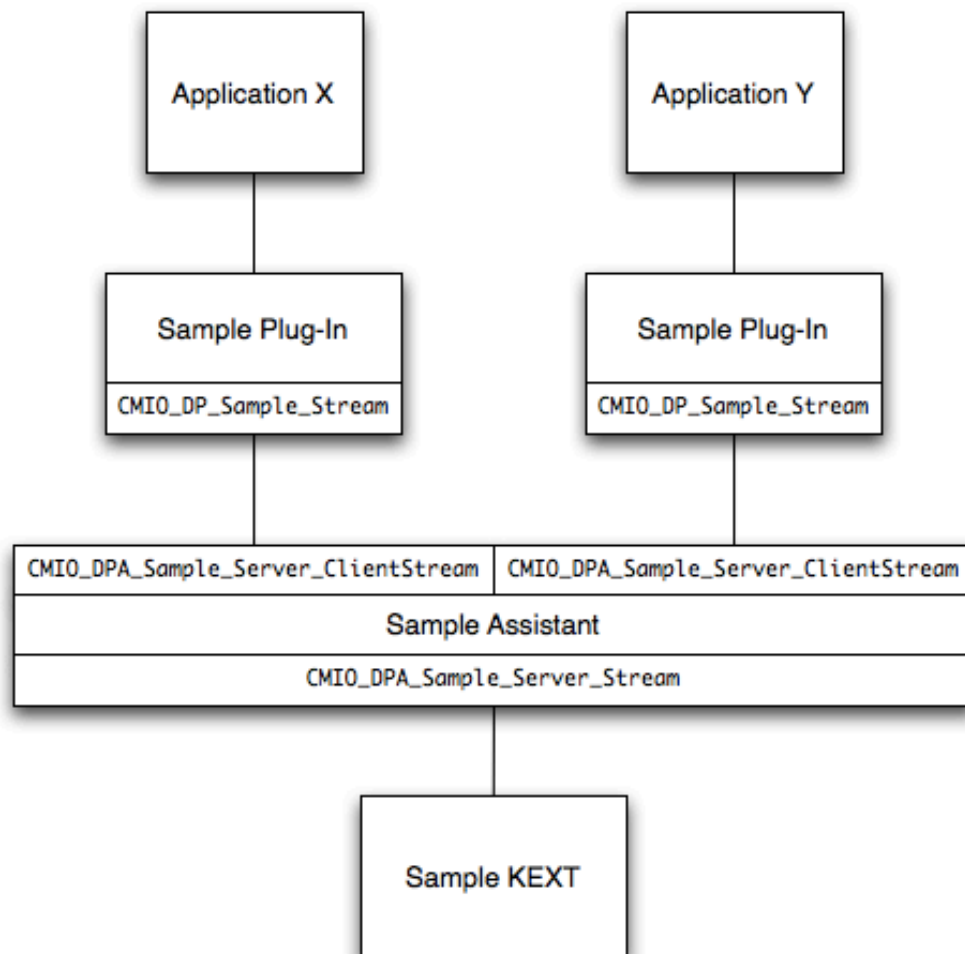 Application X
Application Y
Sample Plug-In
Sample Plug-In
CMIO_DP_Sample_Stream
CMIO_DP_Sample_Stream
CMIO_DPA_Sample_Server_ClientStream
CMIO_DPA_Sample_Server_ClientStream
Sample Assistant
CMIO_DPA_Sample_Server_Stream
Sample KEXT